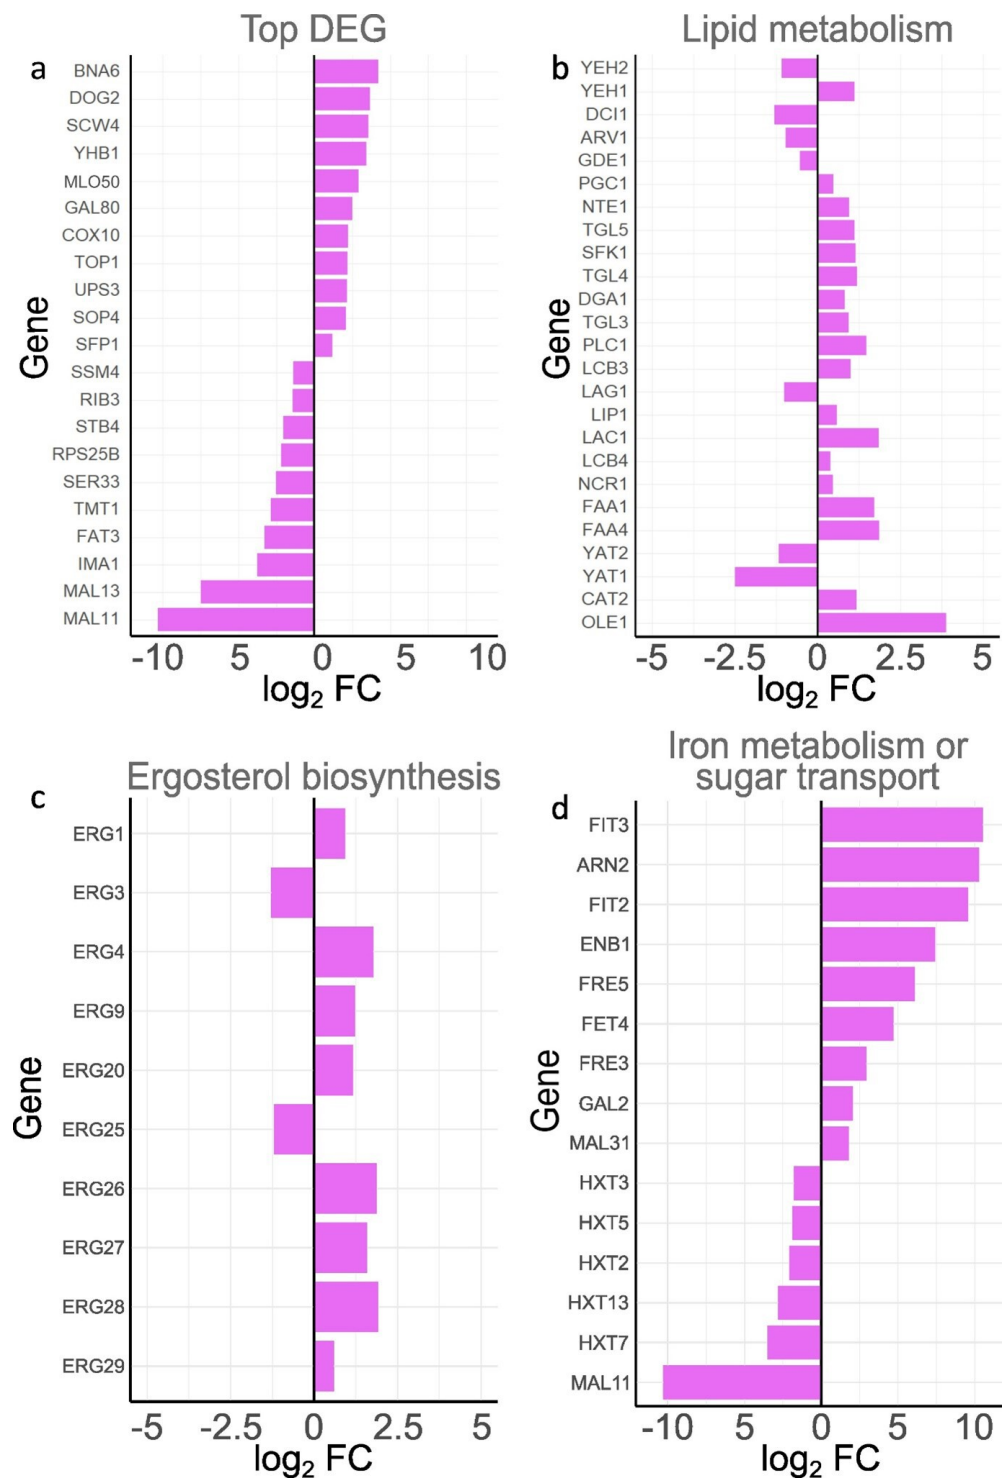 Top DEG
a
BNA6
DOG2
SCW4
YHB1
MLO50
GAL80
COX10
TOP1
UPS3
SOP4
SFP1
SSM4
RIB3
STB4
RPS25B
SER33
TMT1
FAT3
IMA1
MAL13
MAL11
Gene
-10 5 0 5 10
log2 FC
Lipid metabolism
b
YEH2
YEH1
DCI1
ARV1
GDE1
PGC1
NTE1
TGL5
SFK1
TGL4
DGA1
TGL3
PLC1
LCB3
LAG1
LIP1
LAC1
LCB4
NCR1
FAA1
FAA4
YAT2
YAT1
CAT2
OLE1
Gene
-5 -2.5 0 2.5 5
log2 FC
Ergosterol biosynthesis
c
ERG1
ERG3
ERG4
ERG9
ERG20
ERG25
ERG26
ERG27
ERG28
ERG29
Gene
-5 -2.5 0 2.5 5
log2 FC
Iron metabolism or
sugar transport
d
FIT3
ARN2
FIT2
ENB1
FRE5
FET4
FRE3
GAL2
MAL31
HXT3
HXT5
HXT2
HXT13
HXT7
MAL11
Gene
-10 5 0 5 10
log2 FC